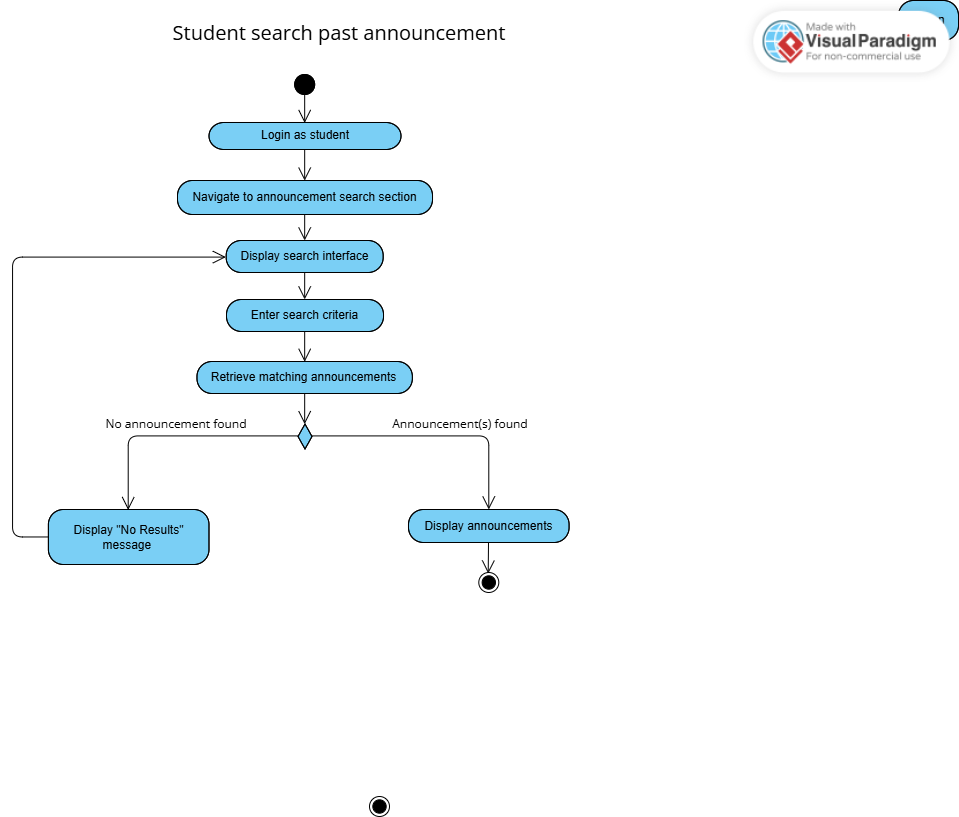 Student search past announcement
Made with
VisualParadigm
For non-commercial use
Login as student
Navigate to announcement search section
Display search interface
Enter search criteria
Retrieve matching announcements
No announcement found
Announcement(s) found
Display "No Results"
message
Display announcements